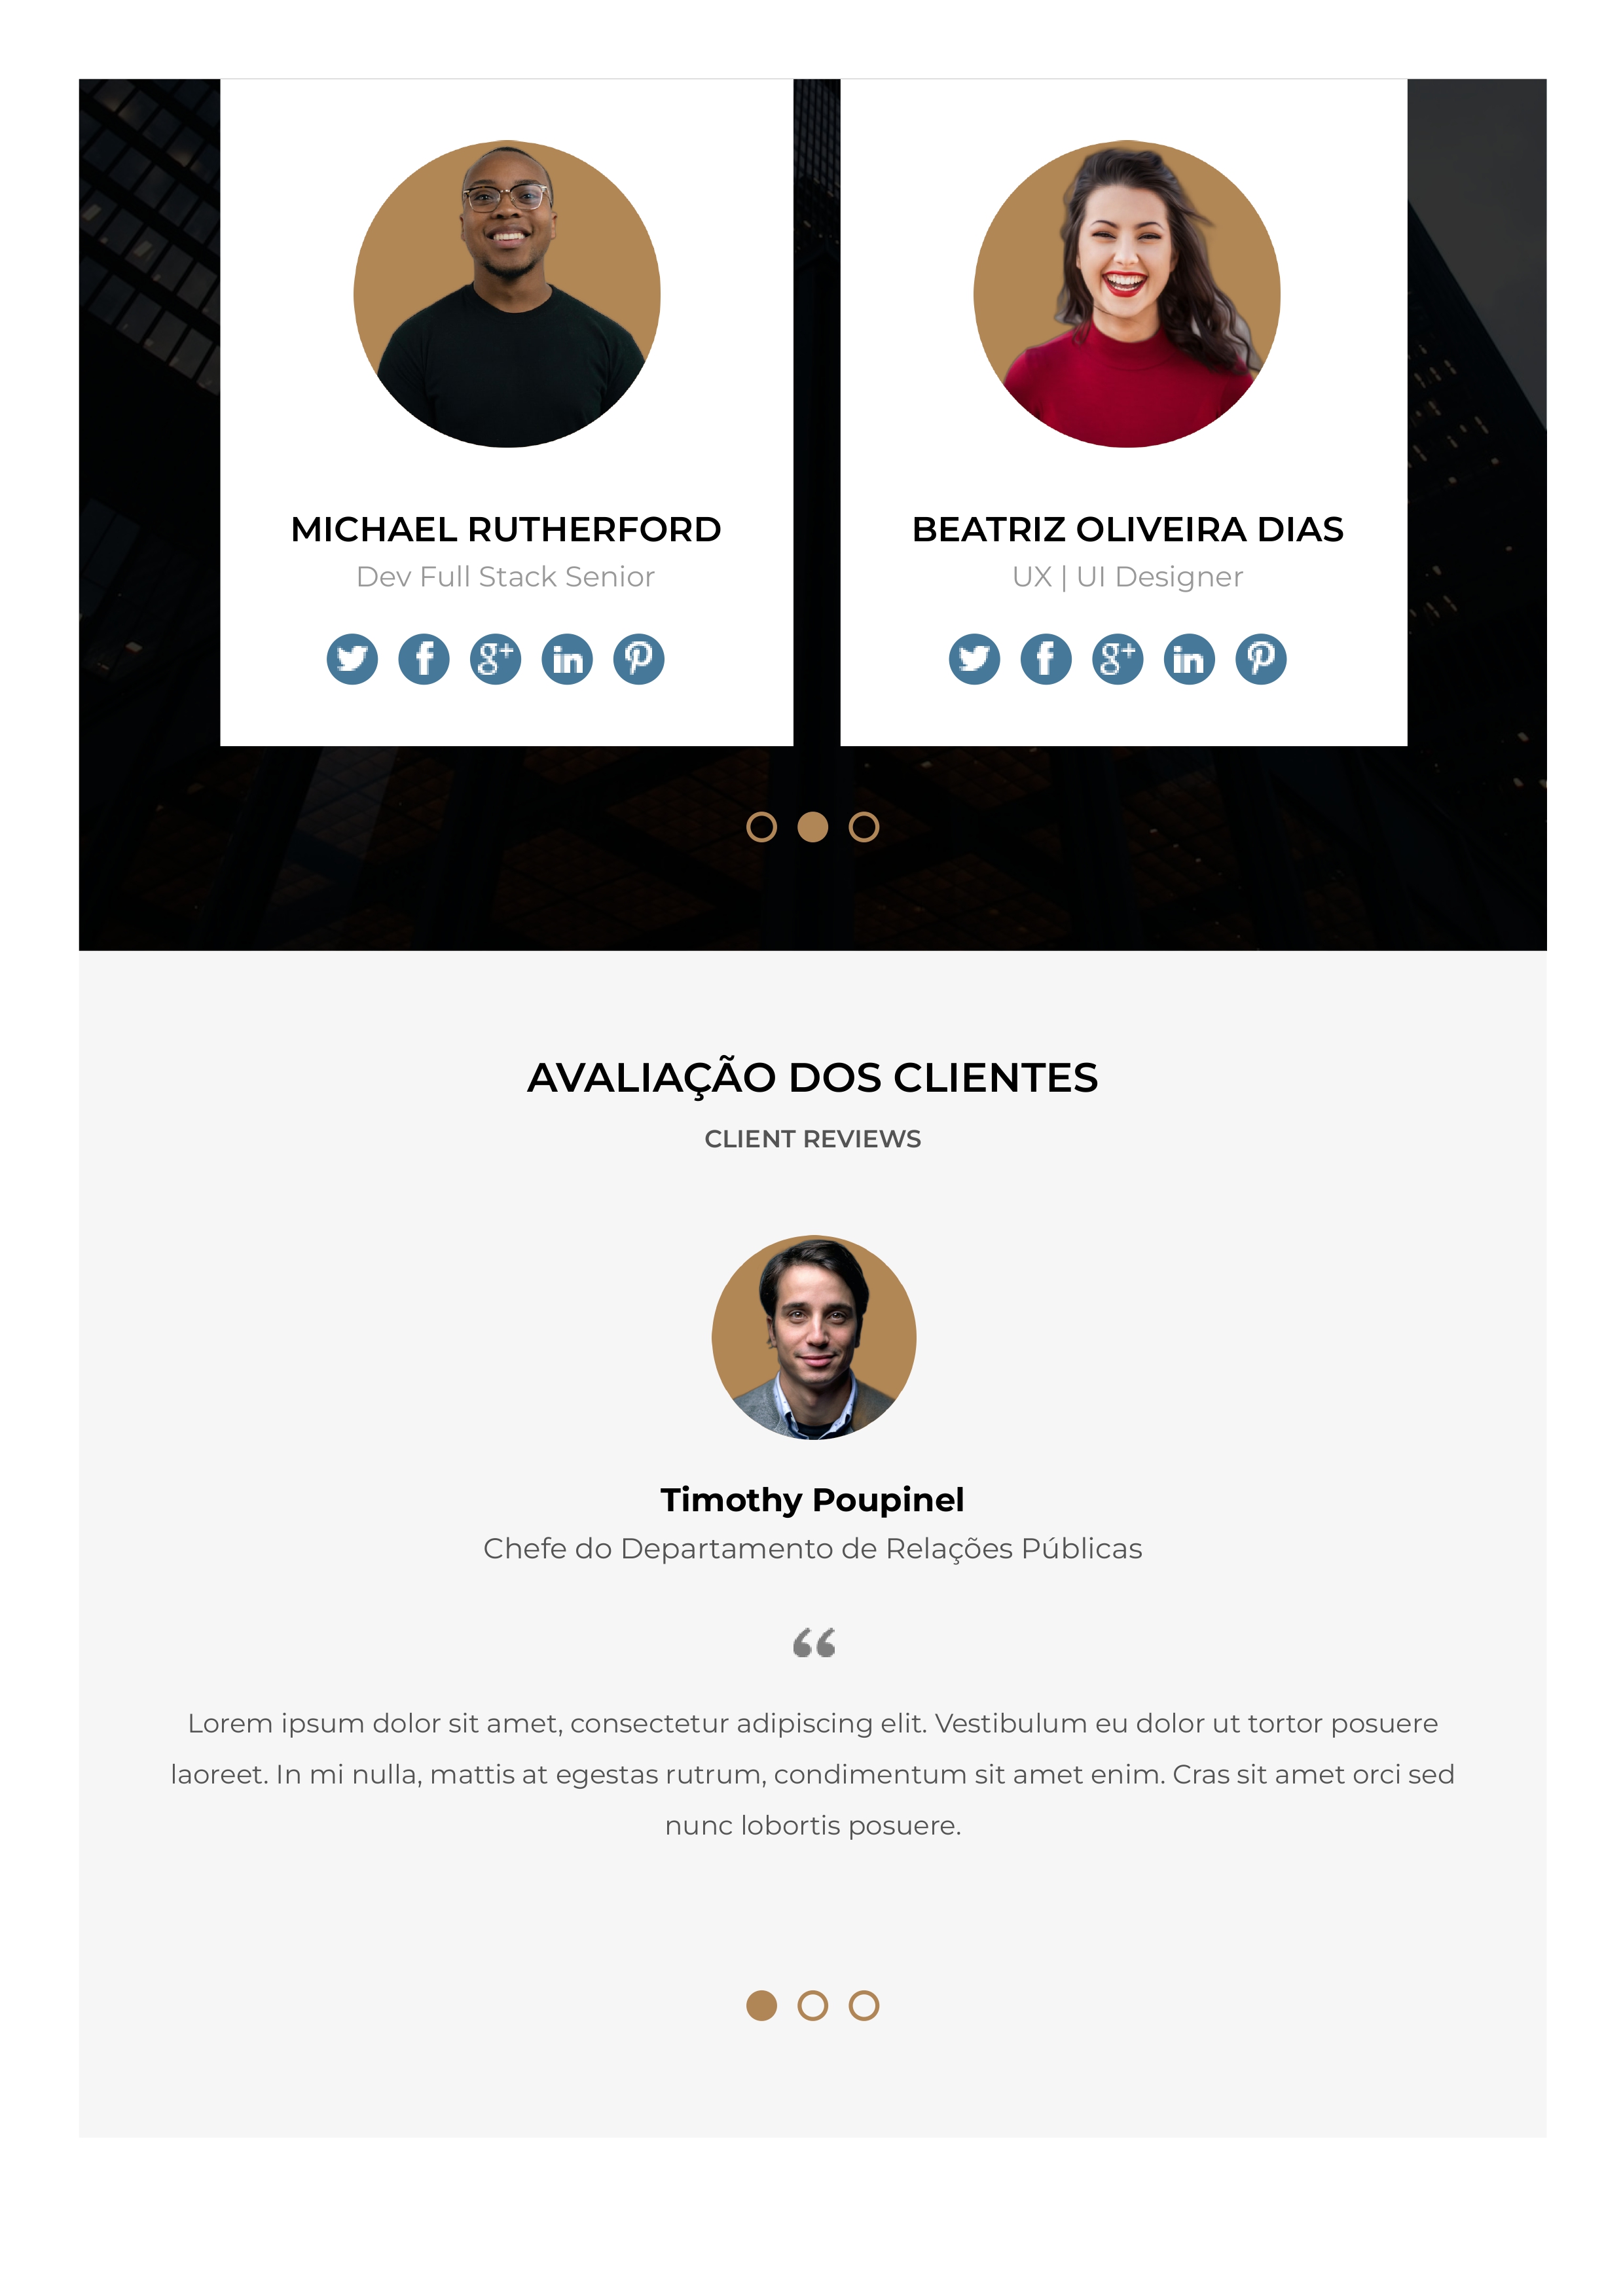 MICHAEL RUTHERFORD
Dev Full Stack Senior
BEATRIZ OLIVEIRA DIAS
UX | UI Designer
AVALIAÇÃO DOS CLIENTES
CLIENT REVIEWS
Timothy Poupinel
Chefe do Departamento de Relações Públicas
“
Lorem ipsum dolor sit amet, consectetur adipiscing elit. Vestibulum eu dolor ut tortor posuere
laoreet. In mi nulla, mattis at egestas rutrum, condimentum sit amet enim. Cras sit amet orci sed
nunc lobortis posuere.